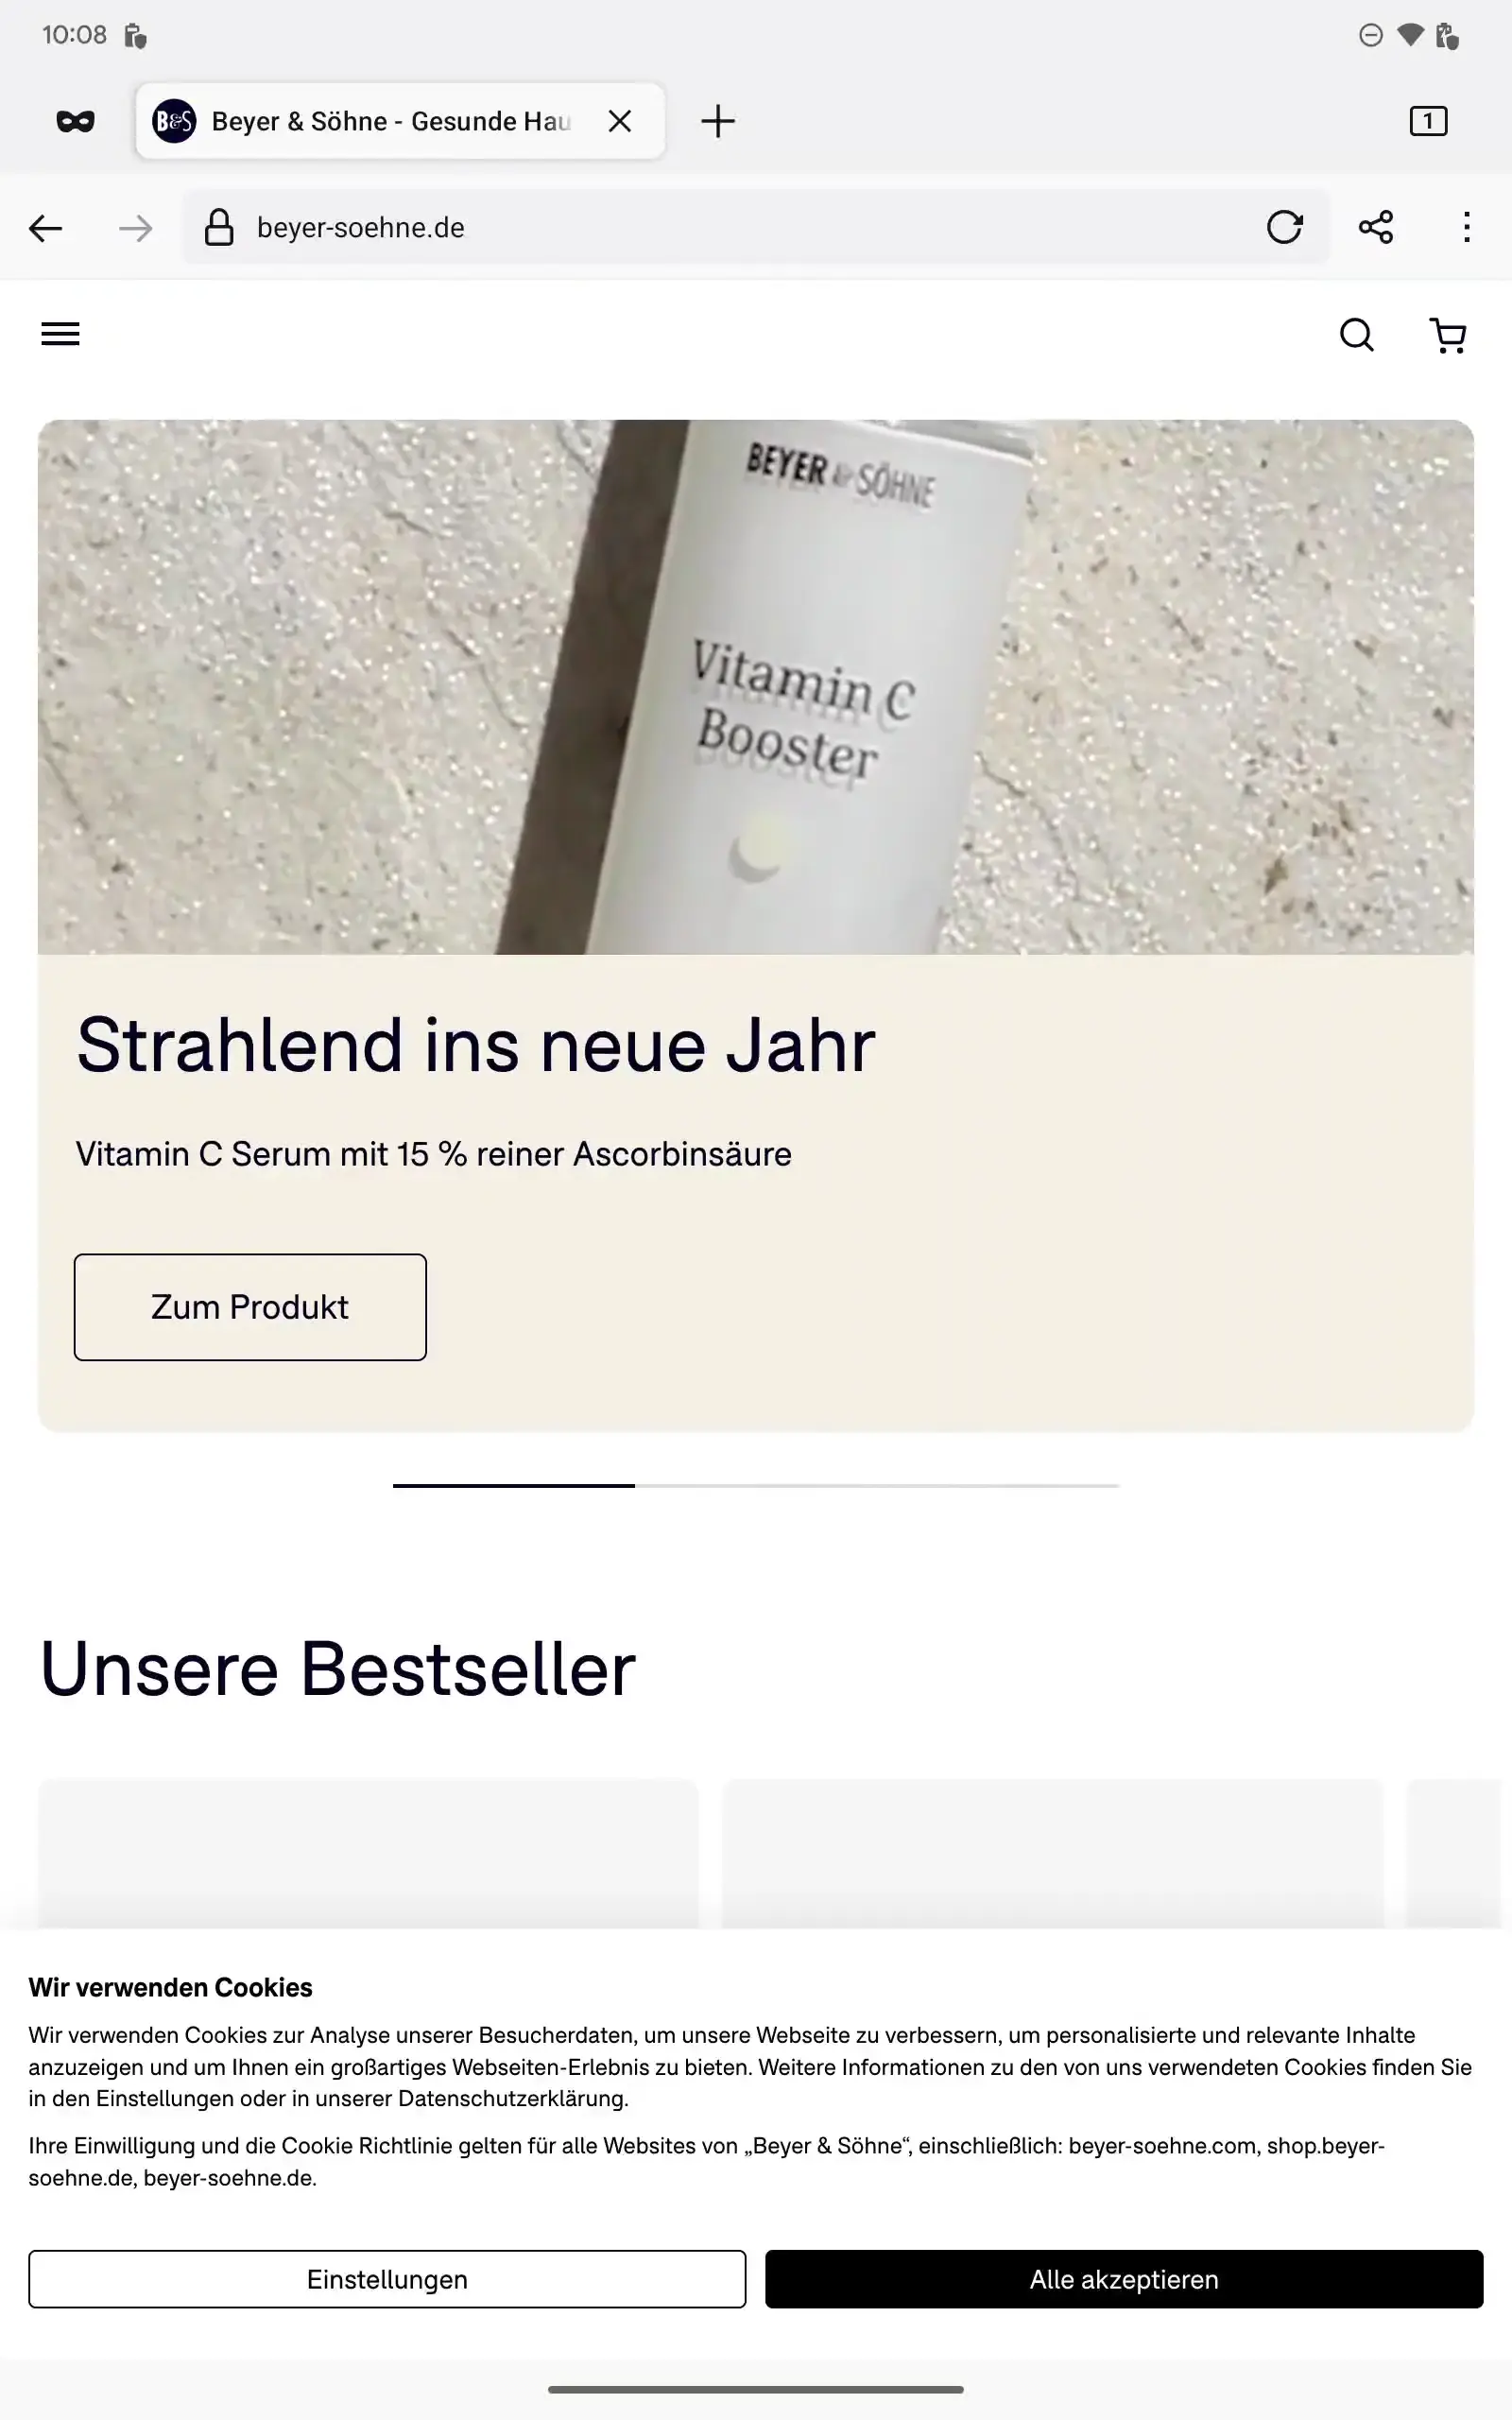 10:08
B&S Beyer & Söhne - Gesunde Hau
1
beyer-soehne.de
BEYER & SÖHNE
Vitamin C
Booster
Strahlend ins neue Jahr
Vitamin C Serum mit 15 % reiner Ascorbinsäure
Zum Produkt
Unsere Bestseller
Wir verwenden Cookies
Wir verwenden Cookies zur Analyse unserer Besucherdaten, um unsere Webseite zu verbessern, um personalisierte und relevante Inhalte
anzuzeigen und um Ihnen ein großartiges Webseiten-Erlebnis zu bieten. Weitere Informationen zu den von uns verwendeten Cookies finden Sie
in den Einstellungen oder in unserer Datenschutzerklärung.
Ihre Einwilligung und die Cookie Richtlinie gelten für alle Websites von „Beyer & Söhne“, einschließlich: beyer-soehne.com, shop.beyer-
soehne.de, beyer-soehne.de.
Einstellungen
Alle akzeptieren